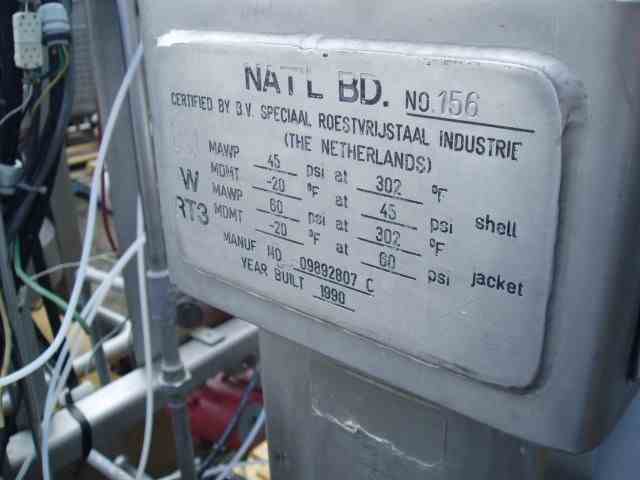 NAT'L BD. NO. 156
CERTIFIED BY B.V. SPECIAAL ROESTVRIJSTAAL INDUSTRIE
(THE NETHERLANDS)
MAWP 45 psi at 302 °F
MDMT -20 °F at 45 psi shell
W MAWP 60 psi at 302 °F
RT3 MDMT -20 °F at 60 psi jacket
MANUF NO 09892807 C
YEAR BUILT 1990